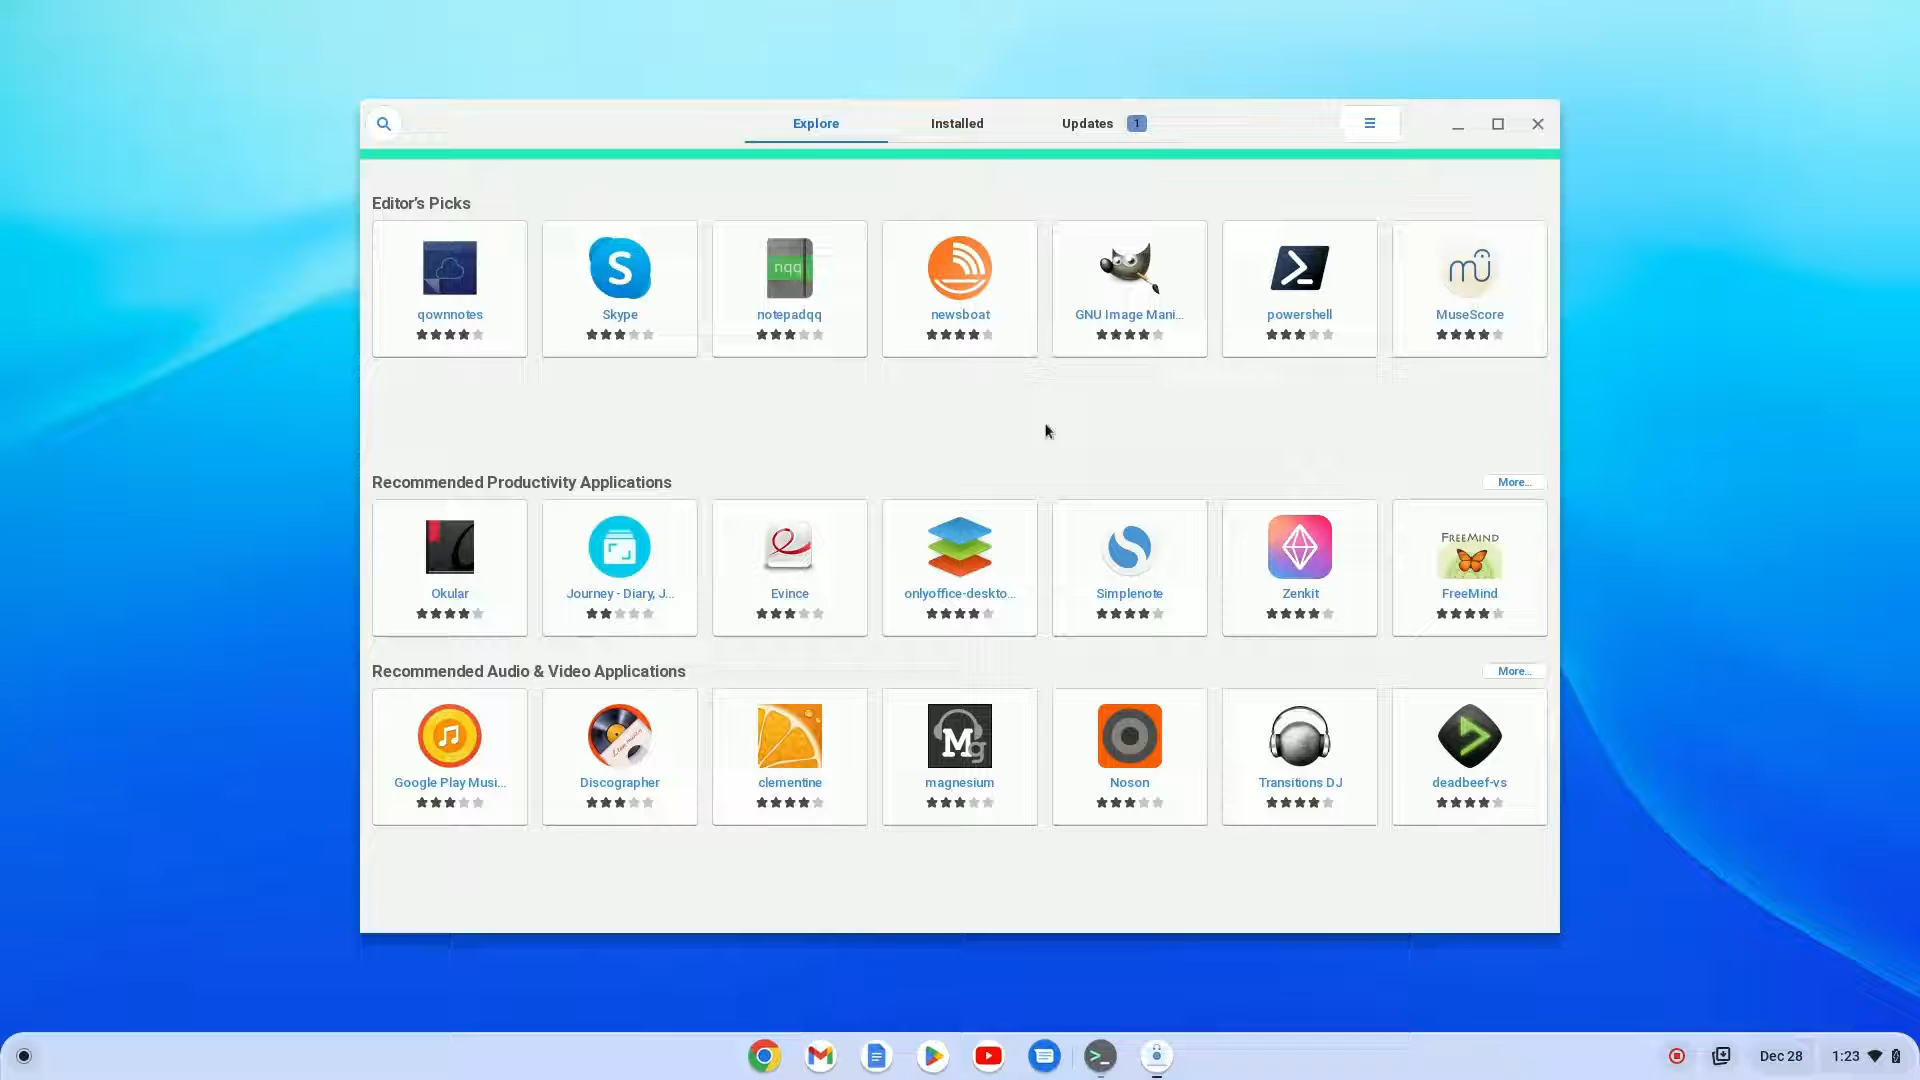 Explore
Installed
Updates 1
Editor's Picks
qownnotes
Skype
nqq
notepadqq
newsboat
GNU Image Mani...
powershell
MuseScore
Recommended Productivity Applications
More...
Okular
Journey - Diary, J...
Evince
onlyoffice-deskto...
Simplenote
Zenkit
FREEMIND
FreeMind
Recommended Audio & Video Applications
More...
Google Play Musi...
Discographer
clementine
Mg
magnesium
Noson
Transitions DJ
deadbeef-vs
Dec 28
1:23